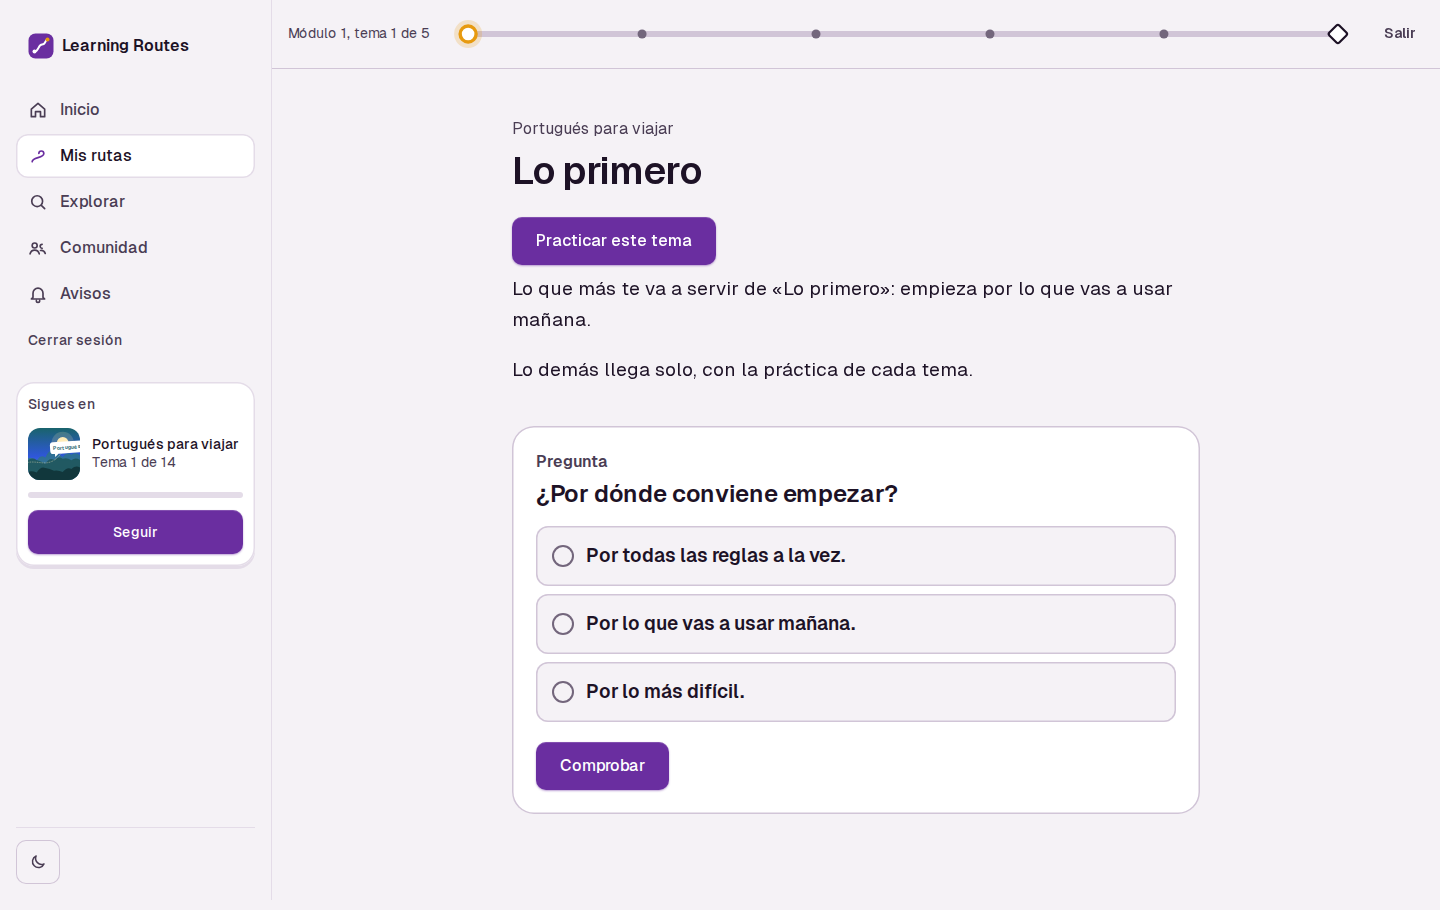 Learning Routes
Inicio
Mis rutas
Explorar
Comunidad
Avisos
Cerrar sesión
Sigues en
Portugués para viajar
Tema 1 de 14
Seguir
Módulo 1, tema 1 de 5
Salir
Portugués para viajar
Lo primero
Practicar este tema
Lo que más te va a servir de «Lo primero»: empieza por lo que vas a usar
mañana.
Lo demás llega solo, con la práctica de cada tema.
Pregunta
¿Por dónde conviene empezar?
Por todas las reglas a la vez.
Por lo que vas a usar mañana.
Por lo más difícil.
Comprobar